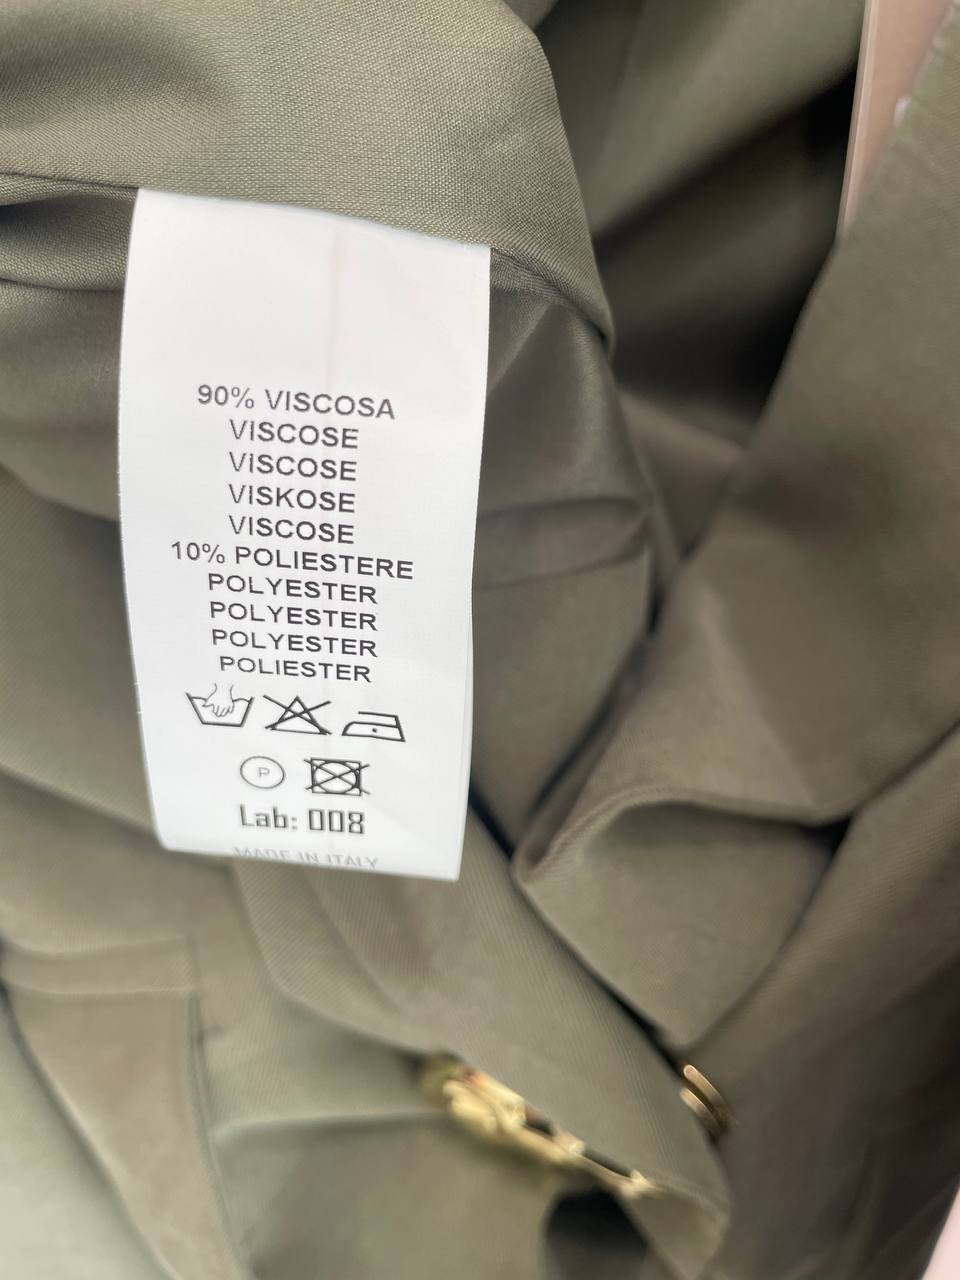 90% VISCOSA
VISCOSE
VISCOSE
VISKOSE
VISCOSE
10% POLIESTERE
POLYESTER
POLYESTER
POLYESTER
POLIESTER
P
Lab: 008
MADE IN ITALY